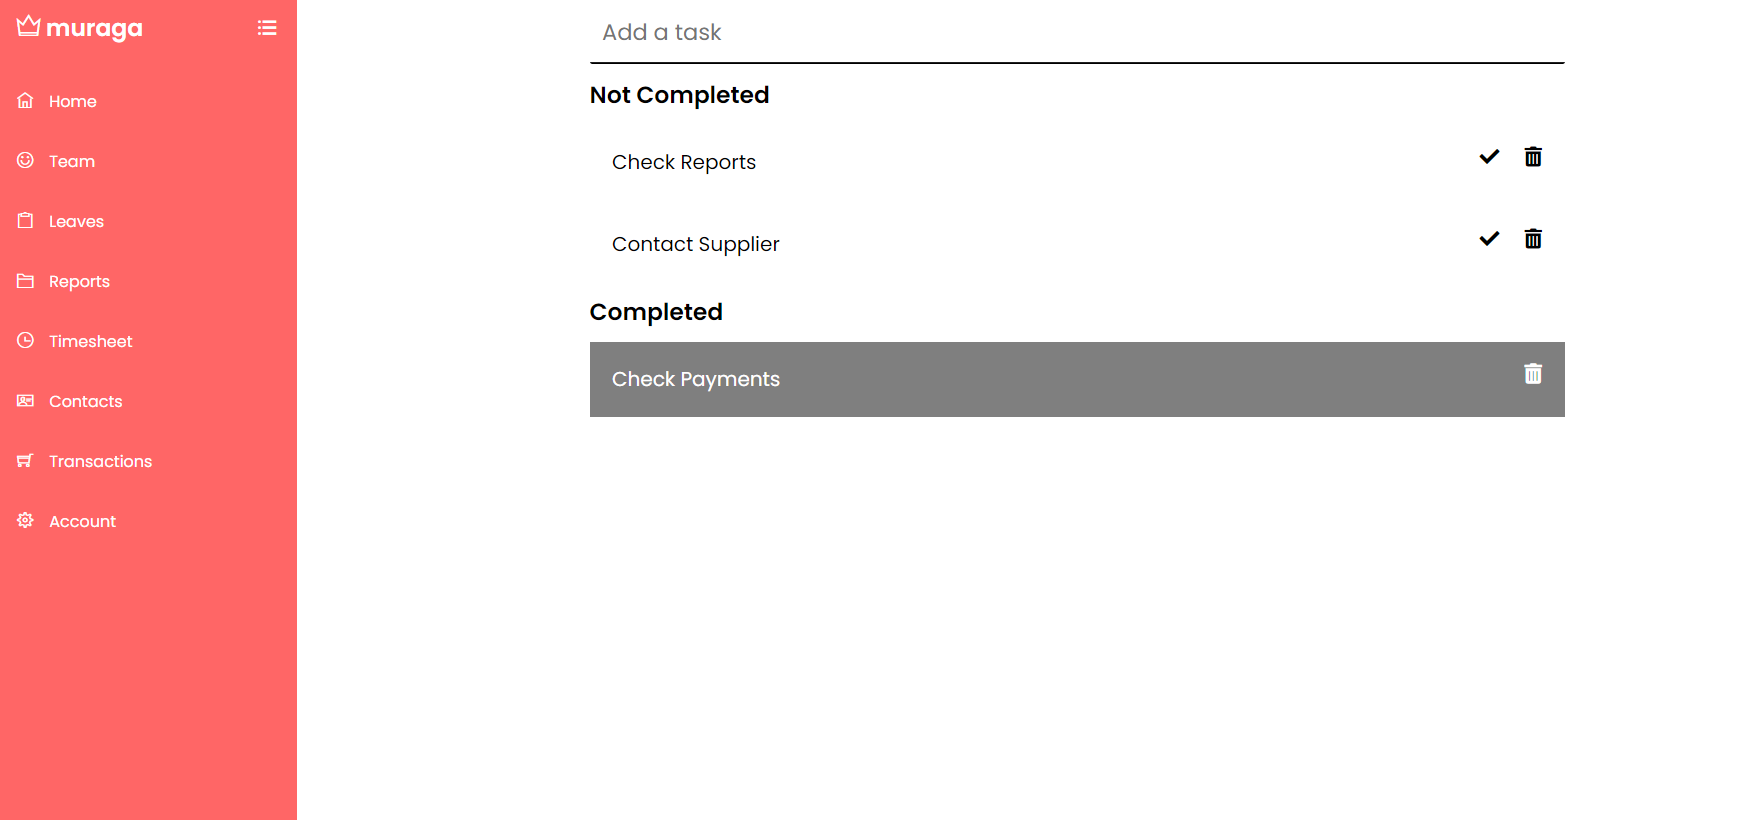 muraga
Home
Team
Leaves
Reports
Timesheet
Contacts
Transactions
Account
Add a task
Not Completed
Check Reports
Contact Supplier
Completed
Check Payments